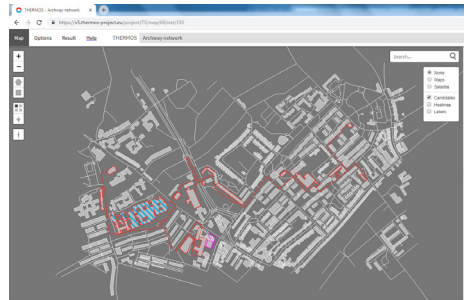 THERMOS - Archway network
https://v5.thermos-project.eu/project/75/map/69/net/193
Map Options Result Help THERMOS Archway network
Search...
None
Maps
Satellite
Candidates
Heatmap
Labels